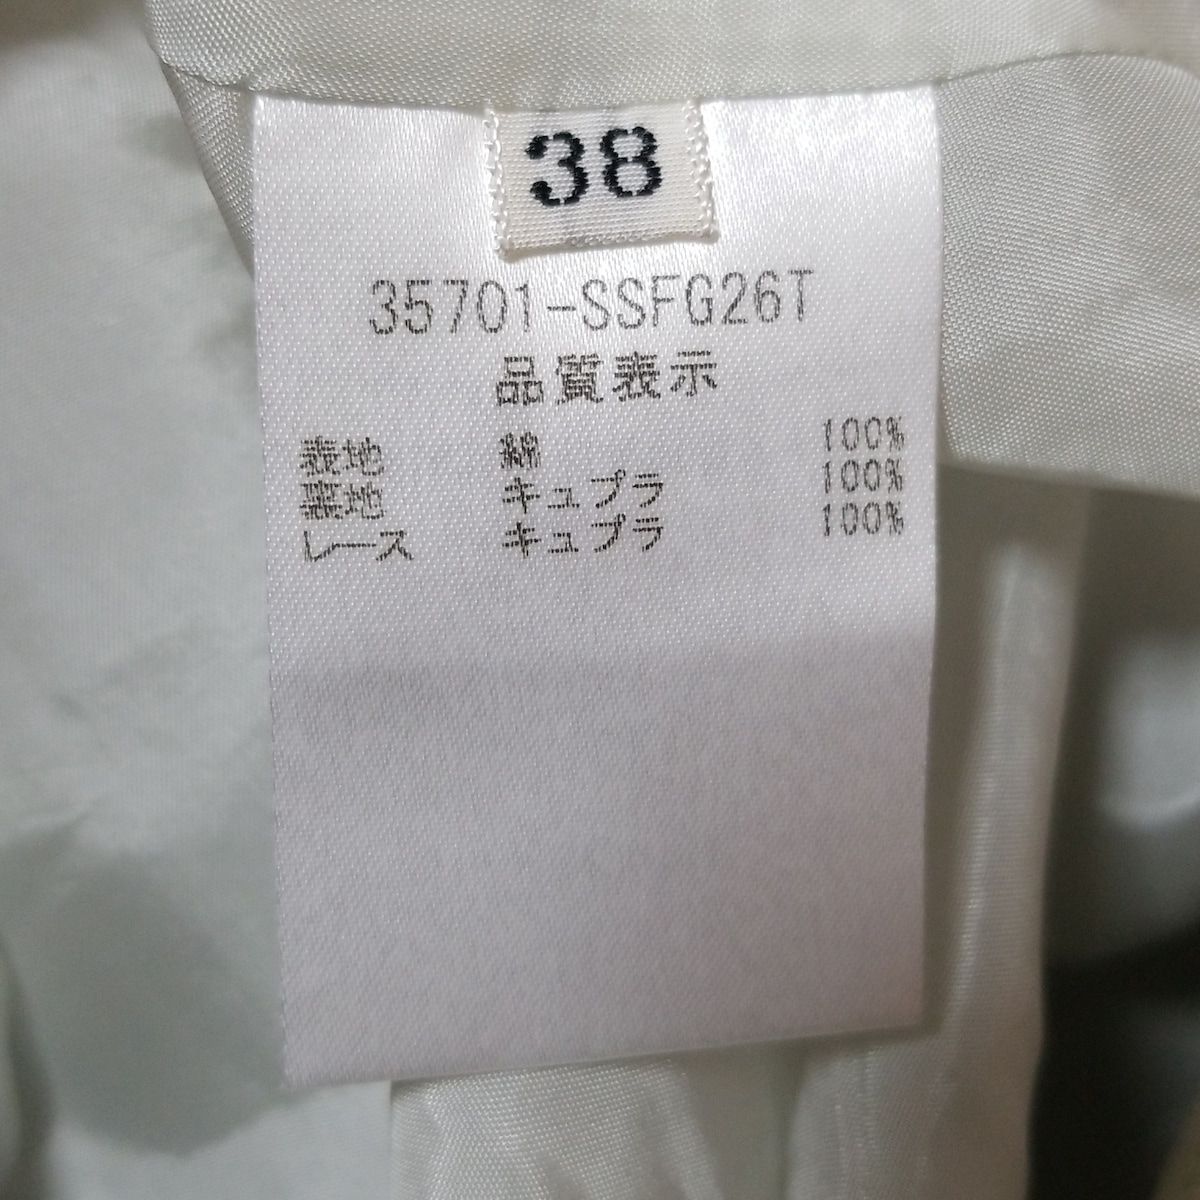 38
35701-SSFG26T
品質表示
表地 綿 100%
裏地 キュプラ 100%
レース キュプラ 100%